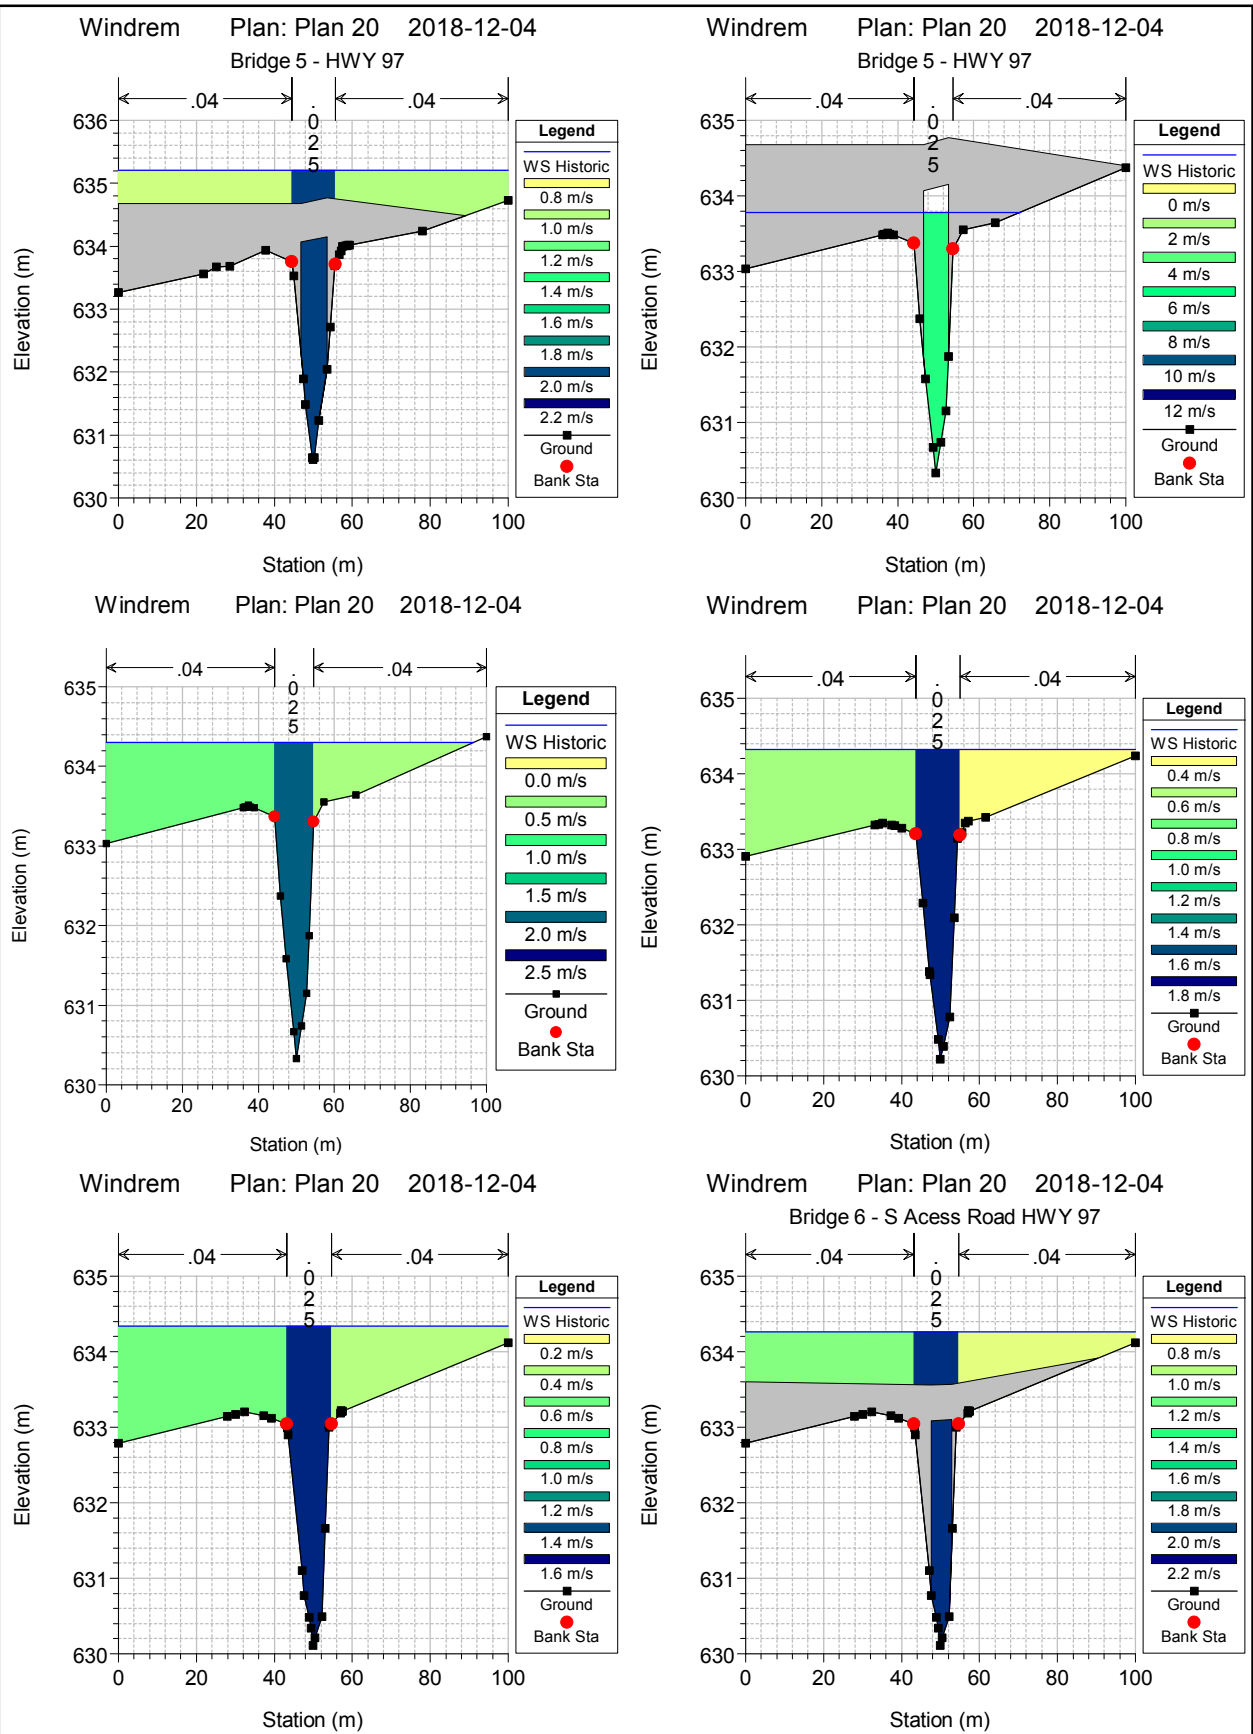 Windrem Plan: Plan 20 2018-12-04
Bridge 5 - HWY 97
.04
.
0
2
5
.04
636
635
634
633
632
631
630
0 20 40 60 80 100
Station (m)
Elevation (m)
Legend
WS Historic
0.8 m/s
1.0 m/s
1.2 m/s
1.4 m/s
1.6 m/s
1.8 m/s
2.0 m/s
2.2 m/s
Ground
Bank Sta
Windrem Plan: Plan 20 2018-12-04
Bridge 5 - HWY 97
.04
.
0
2
5
.04
635
634
633
632
631
630
0 20 40 60 80 100
Station (m)
Elevation (m)
Legend
WS Historic
0 m/s
2 m/s
4 m/s
6 m/s
8 m/s
10 m/s
12 m/s
Ground
Bank Sta
Windrem Plan: Plan 20 2018-12-04
.04
.
0
2
5
.04
635
634
633
632
631
630
0 20 40 60 80 100
Station (m)
Elevation (m)
Legend
WS Historic
0.0 m/s
0.5 m/s
1.0 m/s
1.5 m/s
2.0 m/s
2.5 m/s
Ground
Bank Sta
Windrem Plan: Plan 20 2018-12-04
.04
.
0
2
5
.04
635
634
633
632
631
630
0 20 40 60 80 100
Station (m)
Elevation (m)
Legend
WS Historic
0.4 m/s
0.6 m/s
0.8 m/s
1.0 m/s
1.2 m/s
1.4 m/s
1.6 m/s
1.8 m/s
Ground
Bank Sta
Windrem Plan: Plan 20 2018-12-04
.04
.
0
2
5
.04
635
634
633
632
631
630
0 20 40 60 80 100
Station (m)
Elevation (m)
Legend
WS Historic
0.2 m/s
0.4 m/s
0.6 m/s
0.8 m/s
1.0 m/s
1.2 m/s
1.4 m/s
1.6 m/s
Ground
Bank Sta
Windrem Plan: Plan 20 2018-12-04
Bridge 6 - S Acess Road HWY 97
.04
.
0
2
5
.04
635
634
633
632
631
630
0 20 40 60 80 100
Station (m)
Elevation (m)
Legend
WS Historic
0.8 m/s
1.0 m/s
1.2 m/s
1.4 m/s
1.6 m/s
1.8 m/s
2.0 m/s
2.2 m/s
Ground
Bank Sta